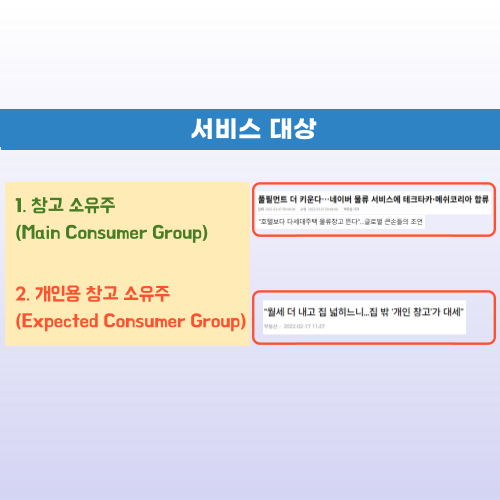 서비스 대상
1. 창고 소유주
(Main Consumer Group)
풀필먼트 더 키운다…네이버 물류 서비스에 테크타카·메쉬코리아 합류
"호텔보다 다세대주택 물류창고 뜬다"…글로벌 큰손들의 조언
2. 개인용 창고 소유주
(Expected Consumer Group)
"월세 더 내고 집 넓히느니...집 밖 '개인 창고'가 대세"
부동산 2022-02-17 11:27